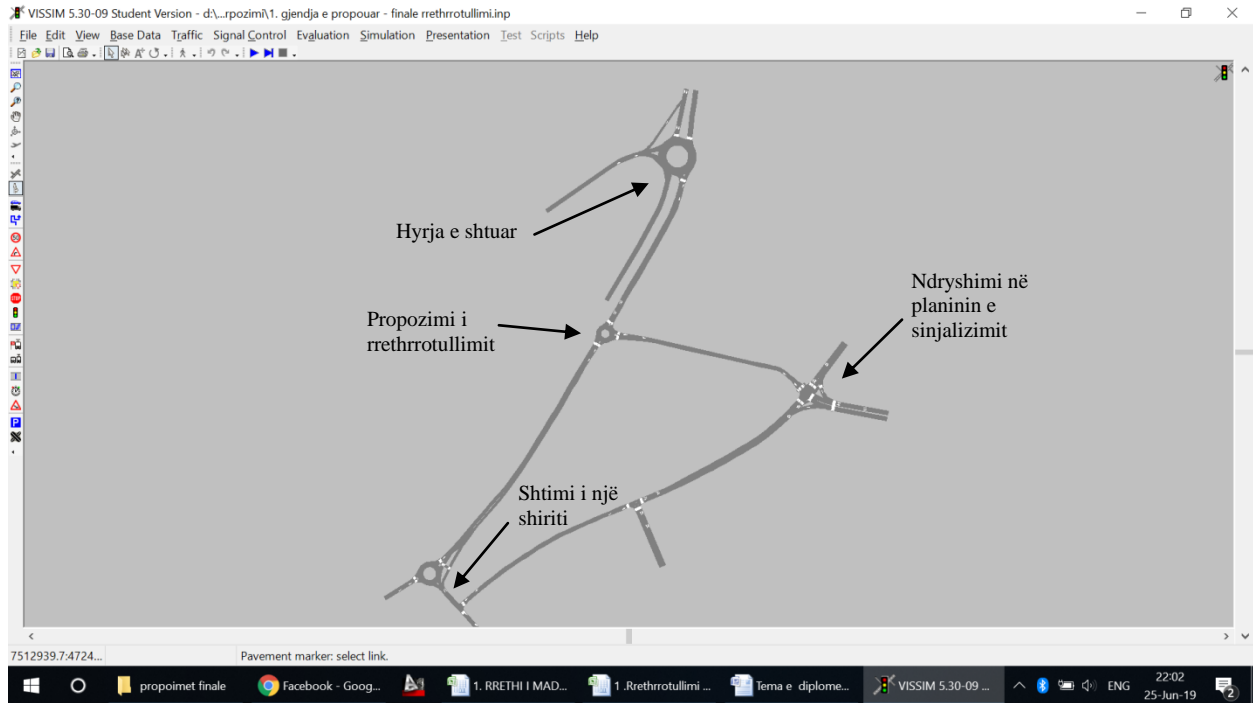 VISSIM 5.30-09 Student Version - d:\...rpozimi\1. gjendja e propouar - finale rrethrrotullimi.inp
File Edit View Base Data Traffic Signal Control Evaluation Simulation Presentation Test Scripts Help
Hyrja e shtuar
Ndryshimi në
planinin e
sinjalizimit
Propozimi i
rrethrrotullimit
Shtimi i një
shiriti
7512939.7:4724... Pavement marker: select link.
propoimet finale Facebook - Goog... 1. RRETHI I MAD... 1 .Rrethrrotullimi ... Tema e diplome... VISSIM 5.30-09 ... ENG 22:02
25-Jun-19 2